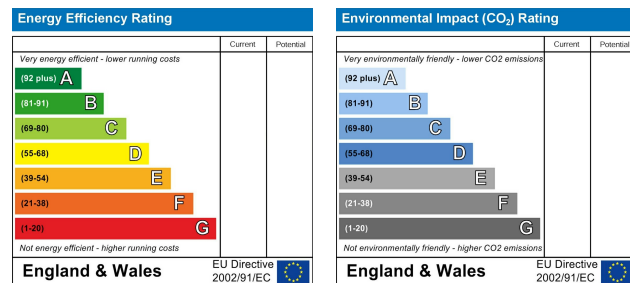 Energy Efficiency Rating
Current Potential
Very energy efficient - lower running costs
(92 plus) A
(81-91) B
(69-80) C
(55-68) D
(39-54) E
(21-38) F
(1-20) G
Not energy efficient - higher running costs
England & Wales
EU Directive
2002/91/EC
Environmental Impact (CO₂) Rating
Current Potential
Very environmentally friendly - lower CO2 emissions
(92 plus) A
(81-91) B
(69-80) C
(55-68) D
(39-54) E
(21-38) F
(1-20) G
Not environmentally friendly - higher CO2 emissions
England & Wales
EU Directive
2002/91/EC